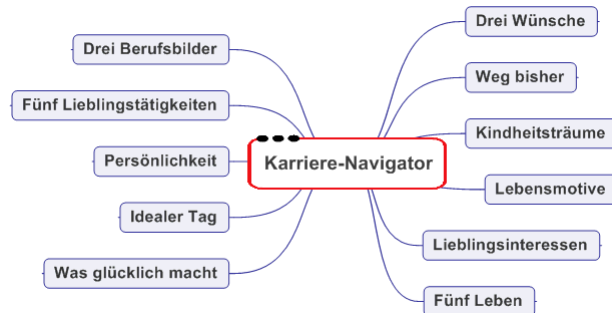 Drei Wünsche
Drei Berufsbilder
Weg bisher
Fünf Lieblingstätigkeiten
Kindheitsträume
Persönlichkeit
Karriere-Navigator
Lebensmotive
Idealer Tag
Lieblingsinteressen
Was glücklich macht
Fünf Leben